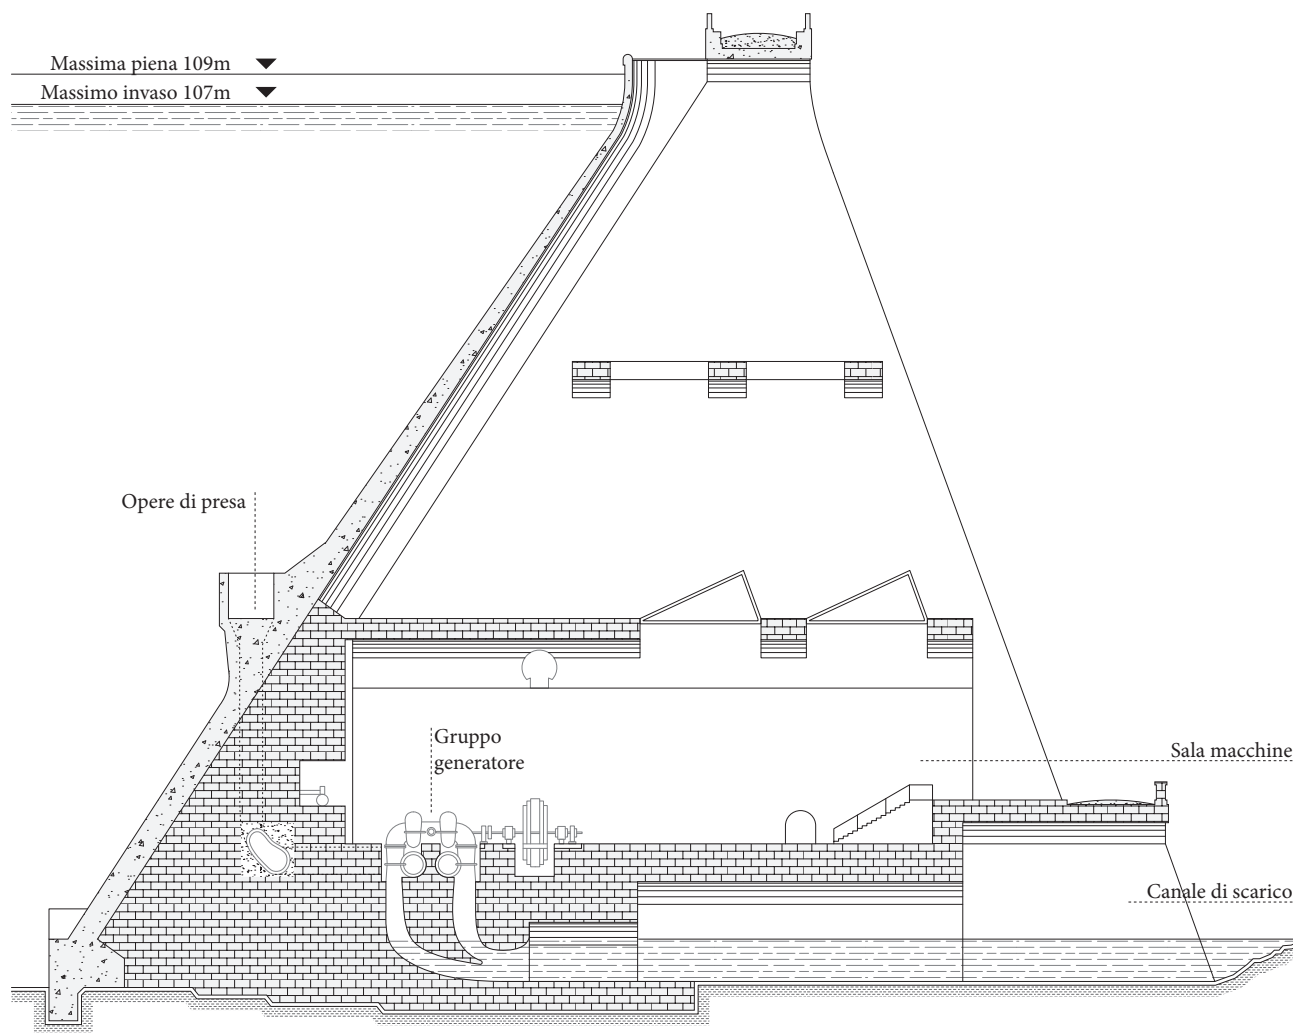 Massima piena 109m
Massimo invaso 107m
Opere di presa
Gruppo
generatore
Sala macchine
Canale di scarico